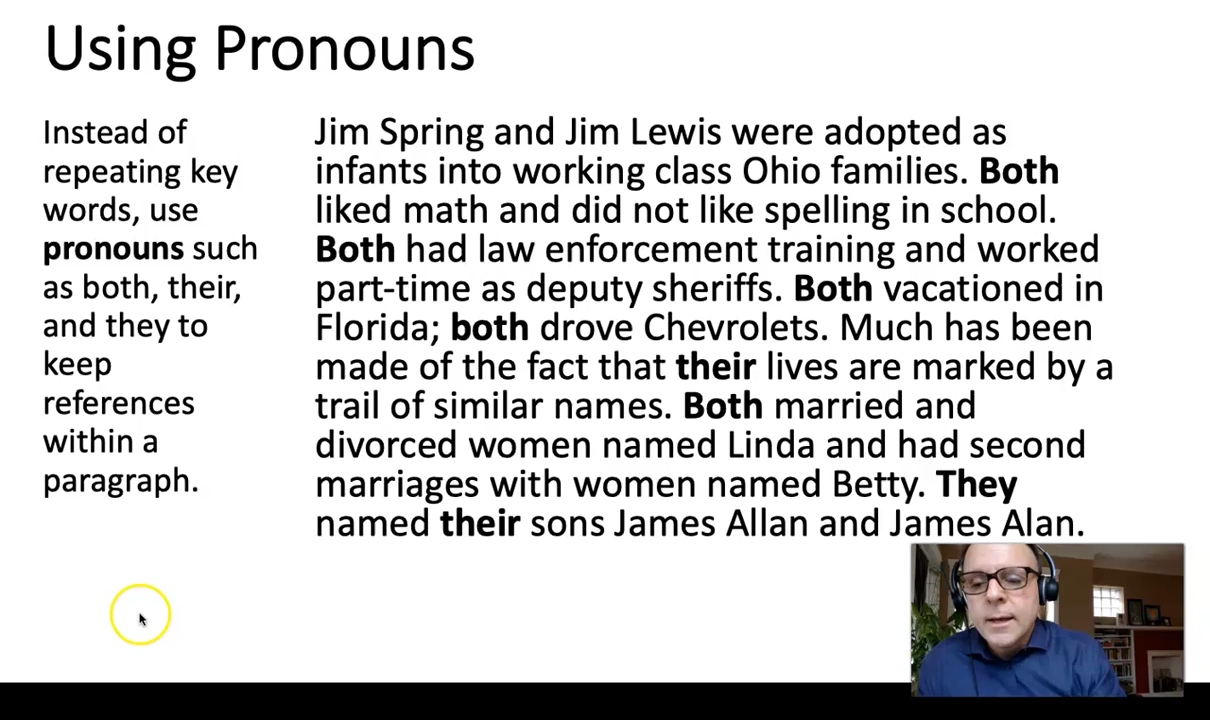 Using Pronouns
Instead of
repeating key
words, use
pronouns such
as both, their,
and they to
keep
references
within a
paragraph.
Jim Spring and Jim Lewis were adopted as
infants into working class Ohio families. Both
liked math and did not like spelling in school.
Both had law enforcement training and worked
part-time as deputy sheriffs. Both vacationed in
Florida; both drove Chevrolets. Much has been
made of the fact that their lives are marked by a
trail of similar names. Both married and
divorced women named Linda and had second
marriages with women named Betty. They
named their sons James Allan and James Alan.